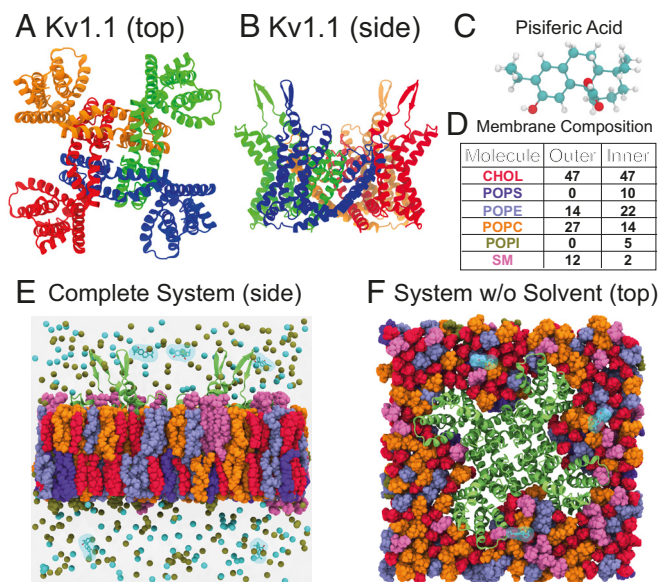 A Kv1.1 (top)
B Kv1.1 (side)
C Pisiferic Acid
D Membrane Composition
Molecule Outer Inner
CHOL 47 47
POPS 0 10
POPE 14 22
POPC 27 14
POPI 0 5
SM 12 2
E Complete System (side)
F System w/o Solvent (top)